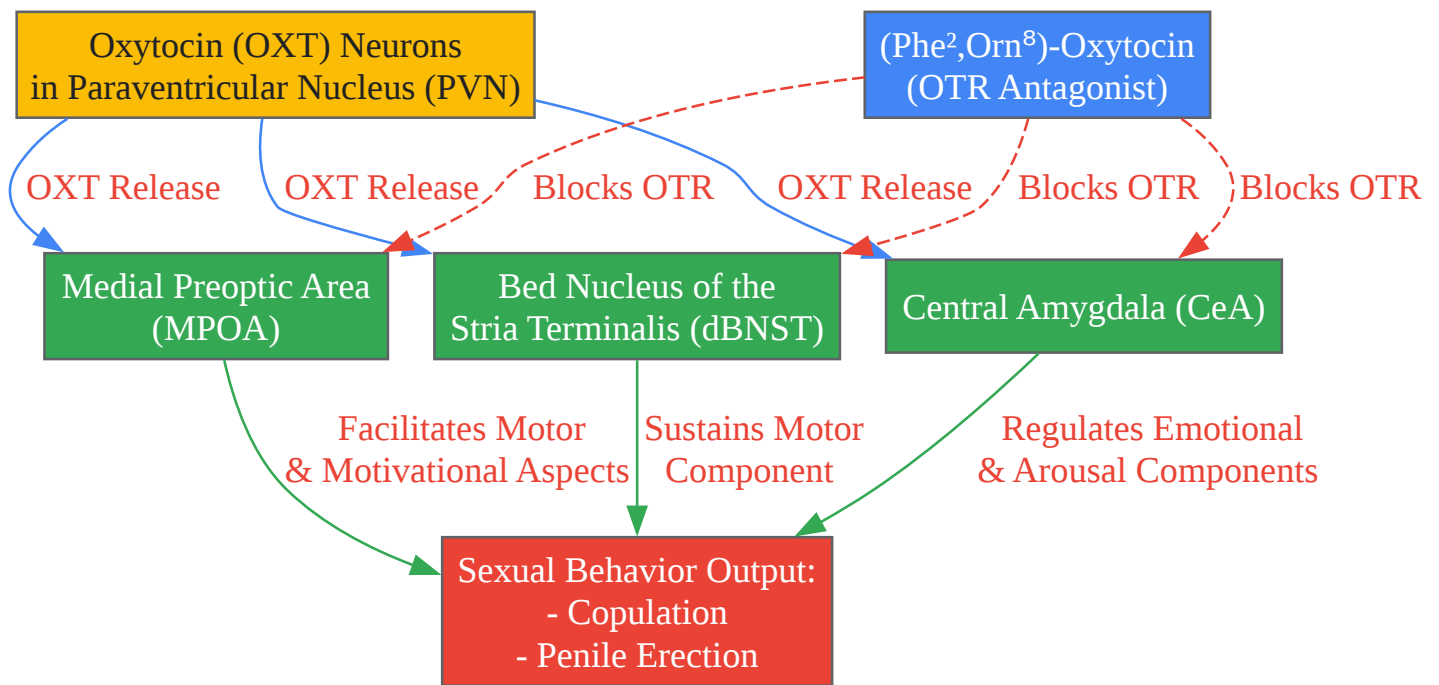 Oxytocin (OXT) Neurons
in Paraventricular Nucleus (PVN)
(Phe²,Orn⁸)-Oxytocin
(OTR Antagonist)
OXT Release
OXT Release
Blocks OTR
OXT Release
Blocks OTR
Blocks OTR
Medial Preoptic Area
(MPOA)
Bed Nucleus of the
Stria Terminalis (dBNST)
Central Amygdala (CeA)
Facilitates Motor
& Motivational Aspects
Sustains Motor
Component
Regulates Emotional
& Arousal Components
Sexual Behavior Output:
- Copulation
- Penile Erection